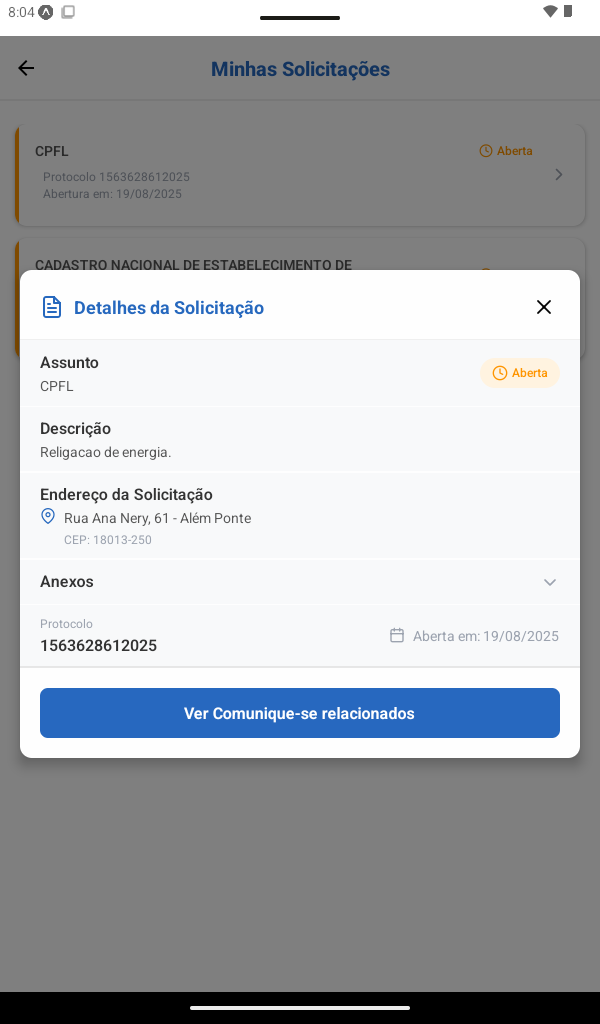 8:04
Minhas Solicitações
CPFL
Aberta
Protocolo 1563628612025
Abertura em: 19/08/2025
CADASTRO NACIONAL DE ESTABELECIMENTO DE
Detalhes da Solicitação
Assunto
CPFL
Aberta
Descrição
Religacao de energia.
Endereço da Solicitação
Rua Ana Nery, 61 - Além Ponte
CEP: 18013-250
Anexos
Protocolo
1563628612025
Aberta em: 19/08/2025
Ver Comunique-se relacionados